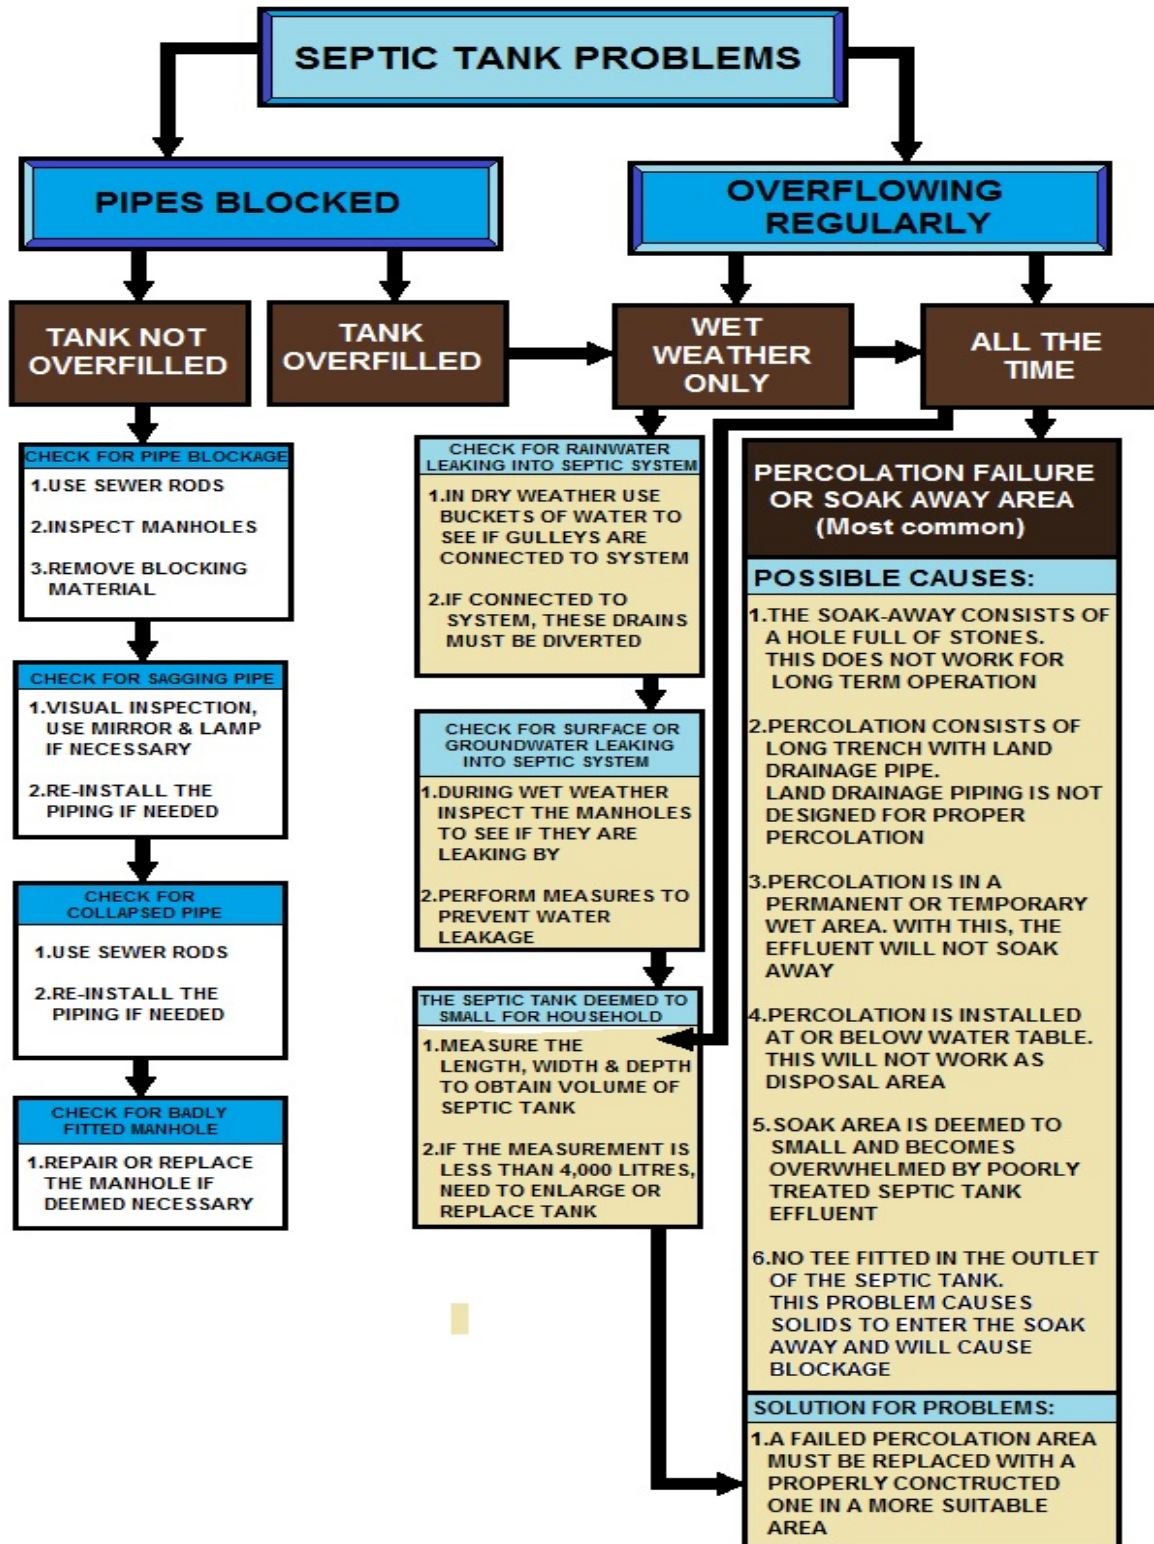 SEPTIC TANK PROBLEMS
PIPES BLOCKED
OVERFLOWING
REGULARLY
TANK NOT
OVERFILLED
TANK
OVERFILLED
WET
WEATHER
ONLY
ALL THE
TIME
CHECK FOR PIPE BLOCKAGE
1.USE SEWER RODS
2.INSPECT MANHOLES
3.REMOVE BLOCKING
MATERIAL
CHECK FOR SAGGING PIPE
1.VISUAL INSPECTION,
USE MIRROR & LAMP
IF NECESSARY
2.RE-INSTALL THE
PIPING IF NEEDED
CHECK FOR
COLLAPSED PIPE
1.USE SEWER RODS
2.RE-INSTALL THE
PIPING IF NEEDED
CHECK FOR BADLY
FITTED MANHOLE
1.REPAIR OR REPLACE
THE MANHOLE IF
DEEMED NECESSARY
CHECK FOR RAINWATER
LEAKING INTO SEPTIC SYSTEM
1.IN DRY WEATHER USE
BUCKETS OF WATER TO
SEE IF GULLEYS ARE
CONNECTED TO SYSTEM
2.IF CONNECTED TO
SYSTEM, THESE DRAINS
MUST BE DIVERTED
CHECK FOR SURFACE OR
GROUNDWATER LEAKING
INTO SEPTIC SYSTEM
1.DURING WET WEATHER
INSPECT THE MANHOLES
TO SEE IF THEY ARE
LEAKING BY
2.PERFORM MEASURES TO
PREVENT WATER
LEAKAGE
THE SEPTIC TANK DEEMED TO
SMALL FOR HOUSEHOLD
1.MEASURE THE
LENGTH, WIDTH & DEPTH
TO OBTAIN VOLUME OF
SEPTIC TANK
2.IF THE MEASUREMENT IS
LESS THAN 4,000 LITRES,
NEED TO ENLARGE OR
REPLACE TANK
PERCOLATION FAILURE
OR SOAK AWAY AREA
(Most common)
POSSIBLE CAUSES:
1.THE SOAK-AWAY CONSISTS OF
A HOLE FULL OF STONES.
THIS DOES NOT WORK FOR
LONG TERM OPERATION
2.PERCOLATION CONSISTS OF
LONG TRENCH WITH LAND
DRAINAGE PIPE.
LAND DRAINAGE PIPING IS NOT
DESIGNED FOR PROPER
PERCOLATION
3.PERCOLATION IS IN A
PERMANENT OR TEMPORARY
WET AREA. WITH THIS, THE
EFFLUENT WILL NOT SOAK
AWAY
4.PERCOLATION IS INSTALLED
AT OR BELOW WATER TABLE.
THIS WILL NOT WORK AS
DISPOSAL AREA
5.SOAK AREA IS DEEMED TO
SMALL AND BECOMES
OVERWHELMED BY POORLY
TREATED SEPTIC TANK
EFFLUENT
6.NO TEE FITTED IN THE OUTLET
OF THE SEPTIC TANK.
THIS PROBLEM CAUSES
SOLIDS TO ENTER THE SOAK
AWAY AND WILL CAUSE
BLOCKAGE
SOLUTION FOR PROBLEMS:
1.A FAILED PERCOLATION AREA
MUST BE REPLACED WITH A
PROPERLY CONCTRUCTED
ONE IN A MORE SUITABLE
AREA